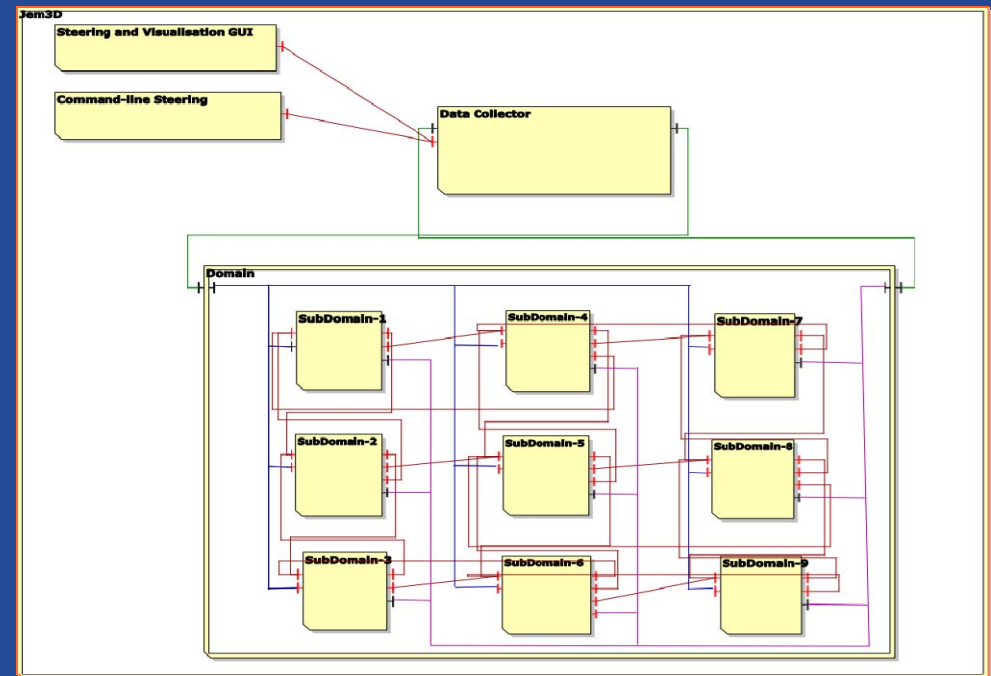 Jem3D
Steering and Visualisation GUI
Command-line Steering
Data Collector
Domain
SubDomain-1
SubDomain-4
SubDomain-7
SubDomain-2
SubDomain-5
SubDomain-8
SubDomain-3
SubDomain-6
SubDomain-9